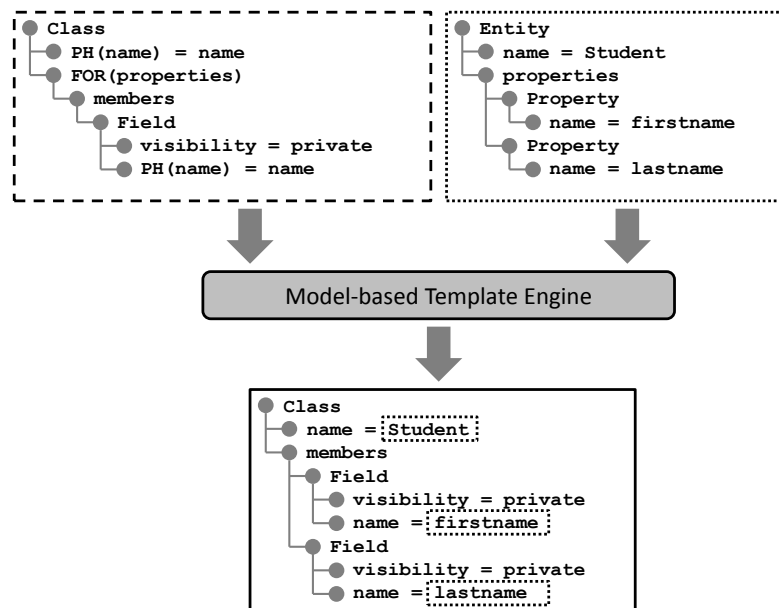 Class
PH(name) = name
FOR(properties)
members
Field
visibility = private
PH(name) = name
Entity
name = Student
properties
Property
name = firstname
Property
name = lastname
Model-based Template Engine
Class
name = Student
members
Field
visibility = private
name = firstname
Field
visibility = private
name = lastname